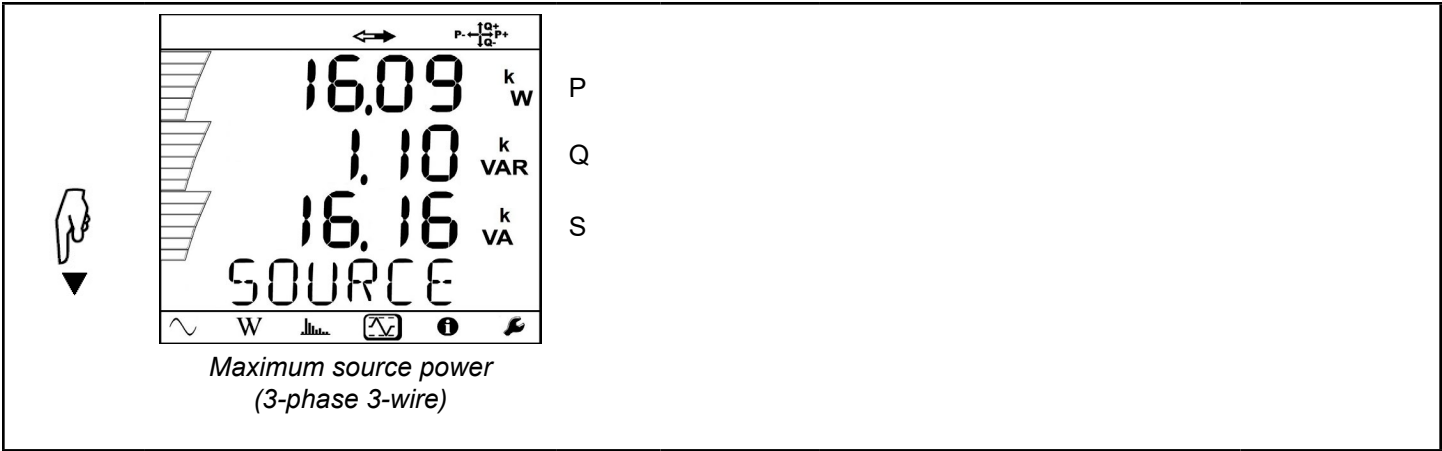 Q+
P- P+
Q-
16.09 k W P
1.10 k VAR Q
16.16 k VA S
SOURCE
W
Maximum source power
(3-phase 3-wire)